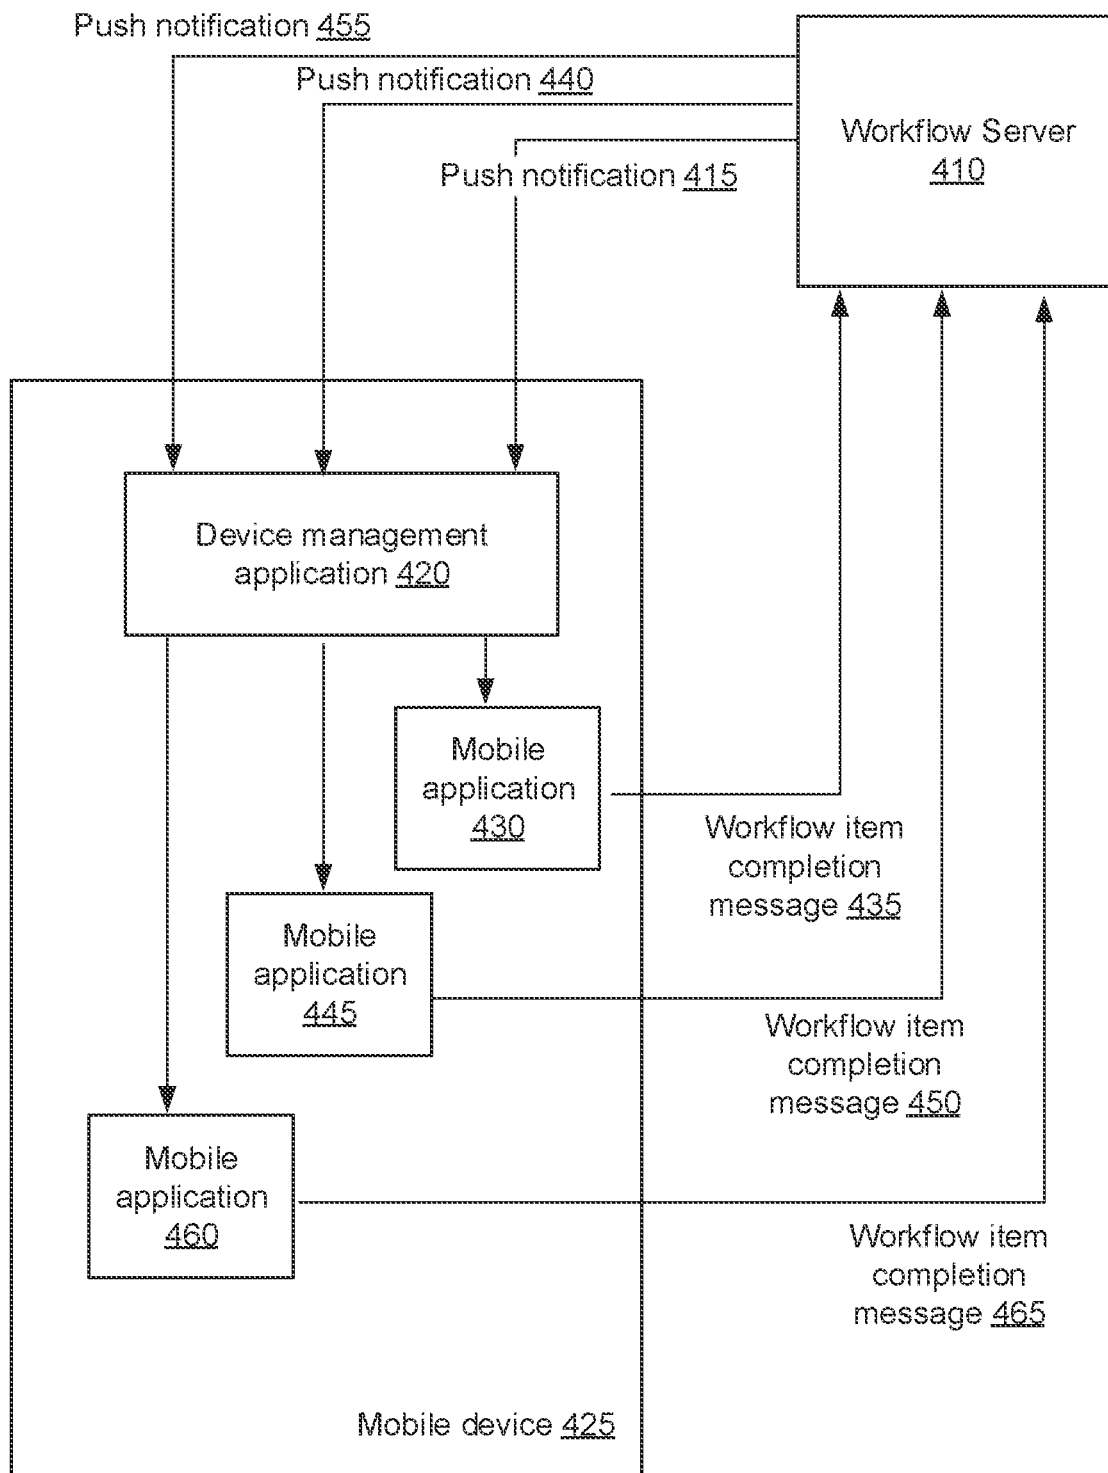 Push notification 455
Push notification 440
Workflow Server
410
Push notification 415
Device management
application 420
Mobile
application
430
Workflow item
completion
message 435
Mobile
application
445
Workflow item
completion
message 450
Mobile
application
460
Workflow item
completion
message 465
Mobile device 425